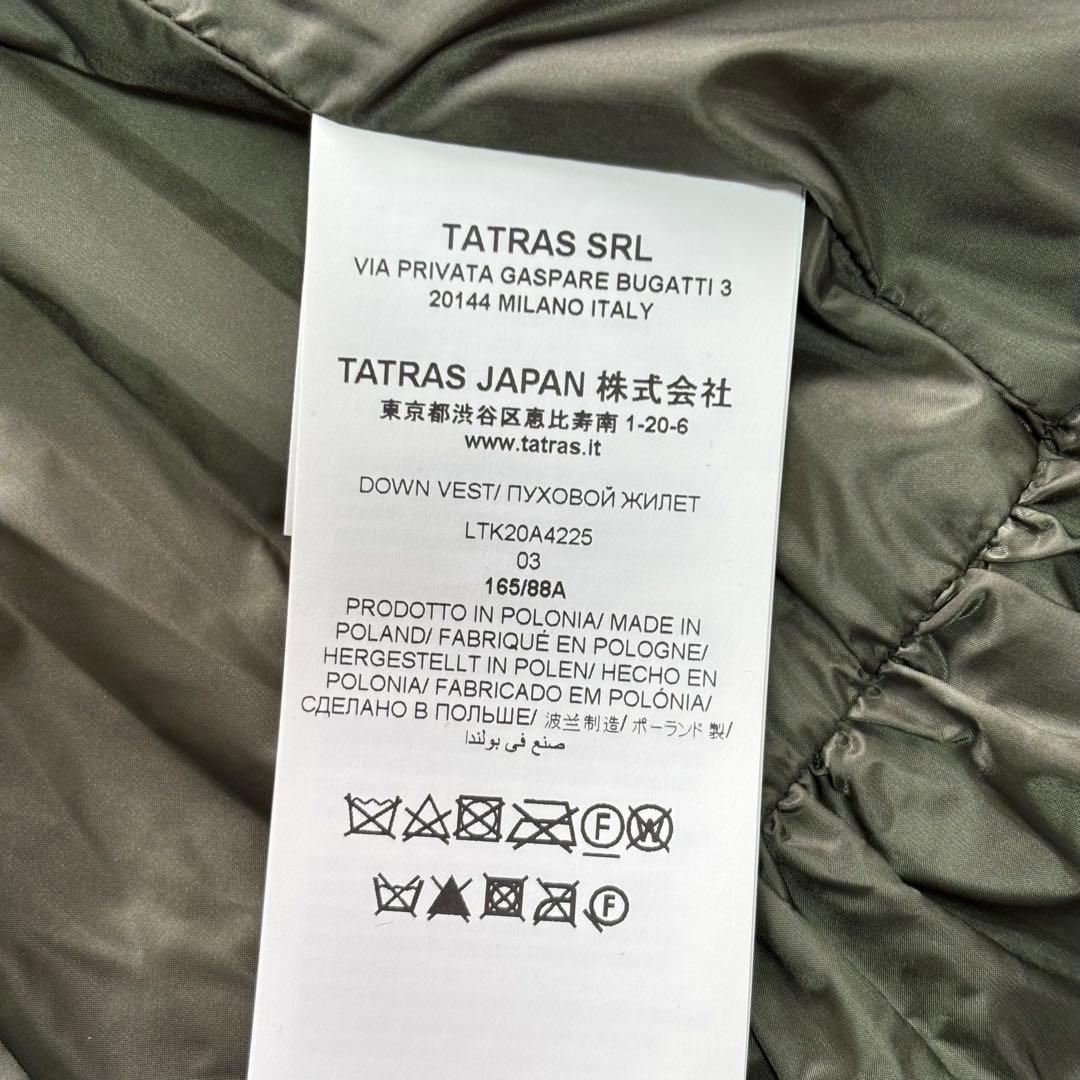 TATRAS SRL
VIA PRIVATA GASPARE BUGATTI 3
20144 MILANO ITALY
TATRAS JAPAN 株式会社
東京都渋谷区恵比寿南 1-20-6
www.tatras.it
DOWN VEST/ ПУХОВОЙ ЖИЛЕТ
LTK20A4225
03
165/88A
PRODOTTO IN POLONIA/ MADE IN
POLAND/ FABRIQUÉ EN POLOGNE/
HERGESTELLT IN POLEN/ HECHO EN
POLONIA/ FABRICADO EM POLÓNIA/
СДЕЛАНО В ПОЛЬШЕ/ 波兰制造/ ポーランド 製/
صنع في بولندا
F W
F